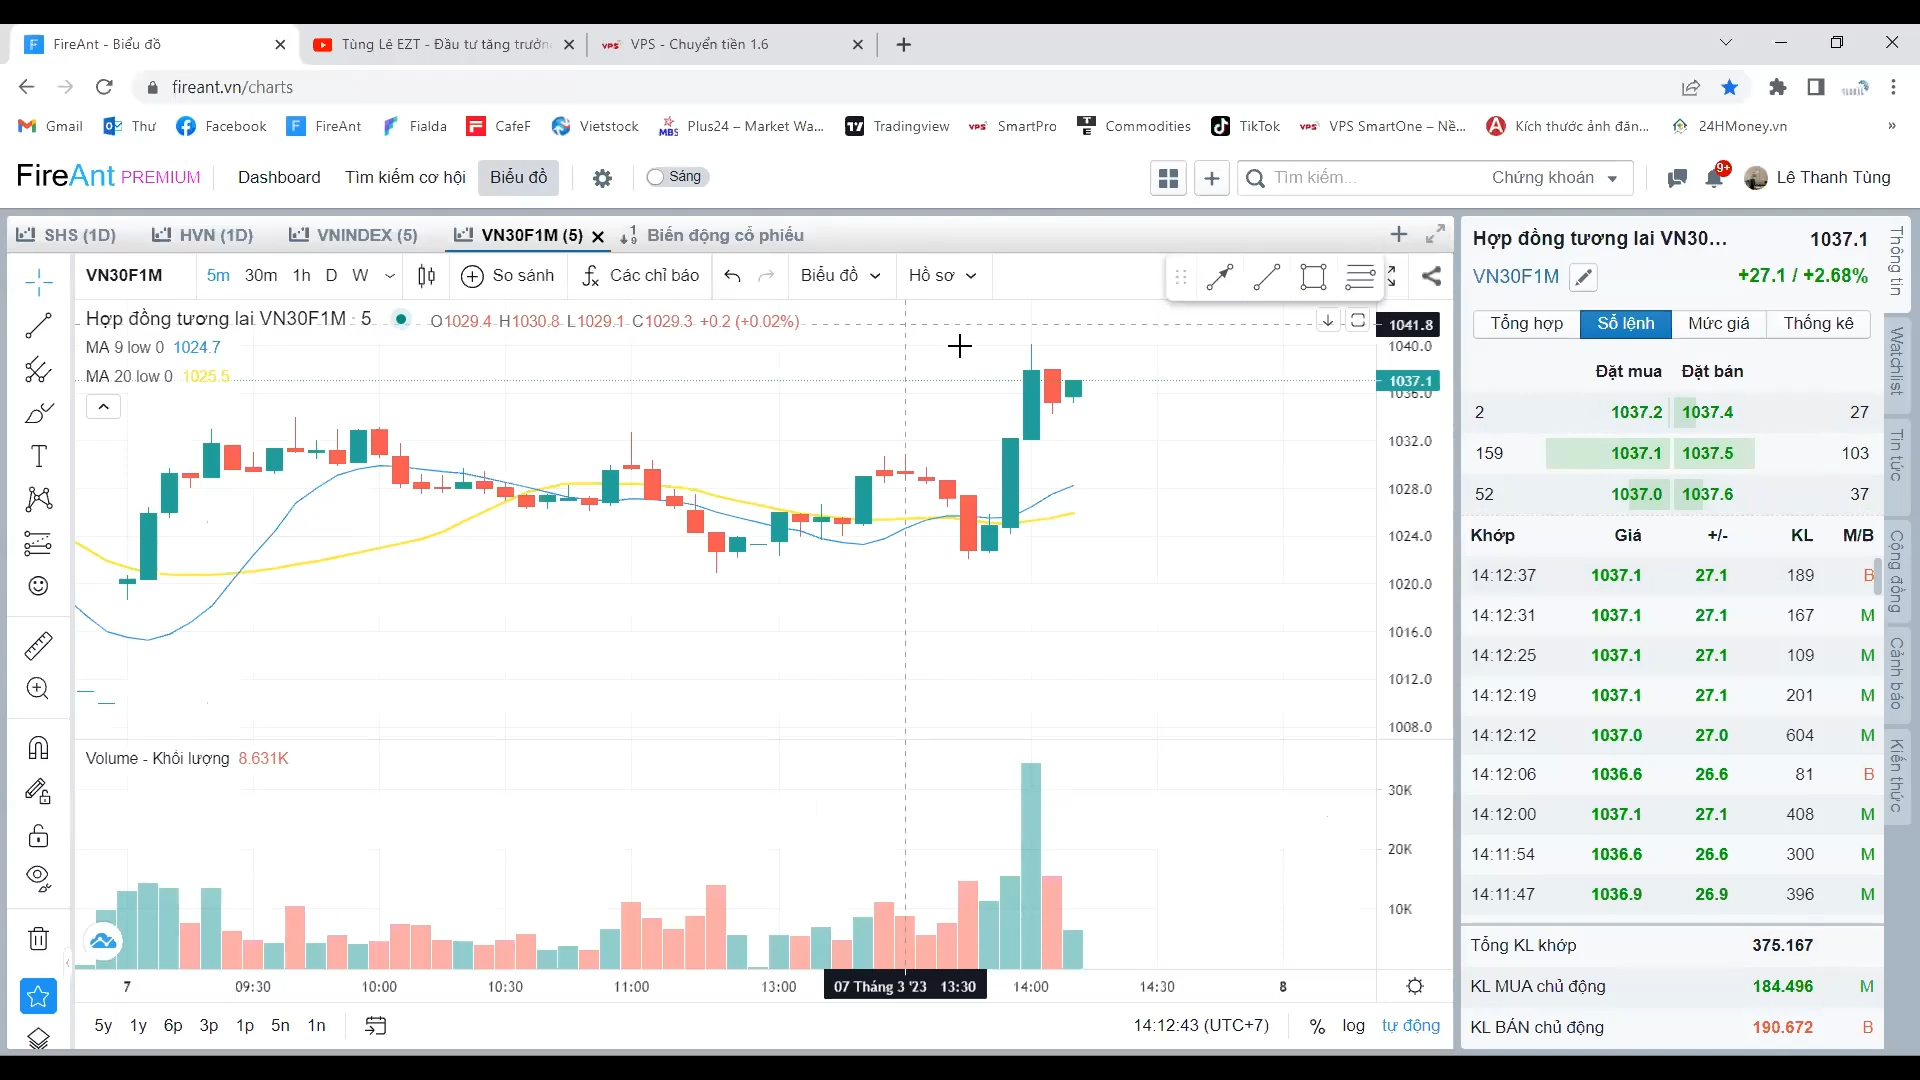 FireAnt - Biểu đồ
Tùng Lê EZT - Đầu tư tăng trưởn
VPS VPS - Chuyển tiền 1.6
fireant.vn/charts
Gmail Thư Facebook FireAnt Fialda CafeF Vietstock MBS Plus24 – Market Wa... Tradingview VPS SmartPro Commodities TikTok VPS VPS SmartOne – Nề... Kích thước ảnh đăn... 24HMoney.vn »
FireAnt PREMIUM Dashboard Tìm kiếm cơ hội Biểu đồ Sáng Tìm kiếm... Chứng khoán 9+ Lê Thanh Tùng
SHS (1D) HVN (1D) VNINDEX (5) VN30F1M (5) Biến động cổ phiếu
VN30F1M 5m 30m 1h D W So sánh Các chỉ báo Biểu đồ Hồ sơ
Hợp đồng tương lai VN30F1M · 5 O1029.4 H1030.8 L1029.1 C1029.3 +0.2 (+0.02%)
MA 9 low 0 1024.7
MA 20 low 0 1025.5
1041.8
1040.0
1037.1
1036.0
1032.0
1028.0
1024.0
1020.0
1016.0
1012.0
1008.0
Volume - Khối lượng 8.631K
30K
20K
10K
7 09:30 10:00 10:30 11:00 13:00 07 Tháng 3 '23 13:30 14:00 14:30 8
5y 1y 6p 3p 1p 5n 1n 14:12:43 (UTC+7) % log tự động
Hợp đồng tương lai VN30... 1037.1
VN30F1M +27.1 / +2.68%
Tổng hợp Sổ lệnh Mức giá Thống kê
Đặt mua Đặt bán
2 1037.2 1037.4 27
159 1037.1 1037.5 103
52 1037.0 1037.6 37
Khớp Giá +/- KL M/B
14:12:37 1037.1 27.1 189 B
14:12:31 1037.1 27.1 167 M
14:12:25 1037.1 27.1 109 M
14:12:19 1037.1 27.1 201 M
14:12:12 1037.0 27.0 604 M
14:12:06 1036.6 26.6 81 B
14:12:00 1037.1 27.1 408 M
14:11:54 1036.6 26.6 300 M
14:11:47 1036.9 26.9 396 M
Tổng KL khớp 375.167
KL MUA chủ động 184.496 M
KL BÁN chủ động 190.672 B
Thông tin
Watchlist
Tin tức
Cộng đồng
Cảnh báo
Kiến thức